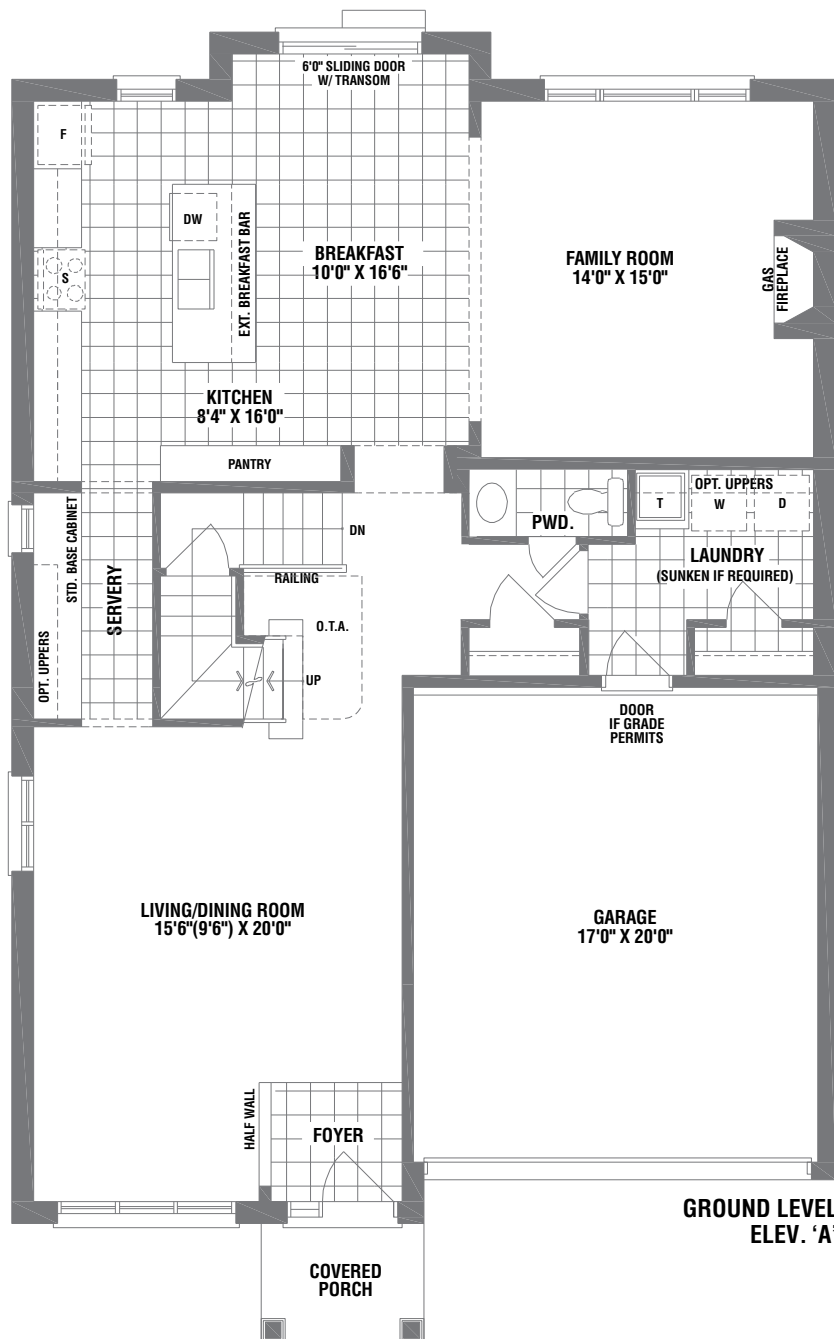 6'0" SLIDING DOOR
W/ TRANSOM
F
DW
S
EXT. BREAKFAST BAR
BREAKFAST
10'0" X 16'6"
FAMILY ROOM
14'0" X 15'0"
GAS
FIREPLACE
KITCHEN
8'4" X 16'0"
PANTRY
STD. BASE CABINET
OPT. UPPERS
SERVERY
DN
RAILING
O.T.A.
UP
PWD.
T
OPT. UPPERS
W
D
LAUNDRY
(SUNKEN IF REQUIRED)
DOOR
IF GRADE
PERMITS
LIVING/DINING ROOM
15'6"(9'6") X 20'0"
GARAGE
17'0" X 20'0"
HALF WALL
FOYER
COVERED
PORCH
GROUND LEVEL
ELEV. ‘A’